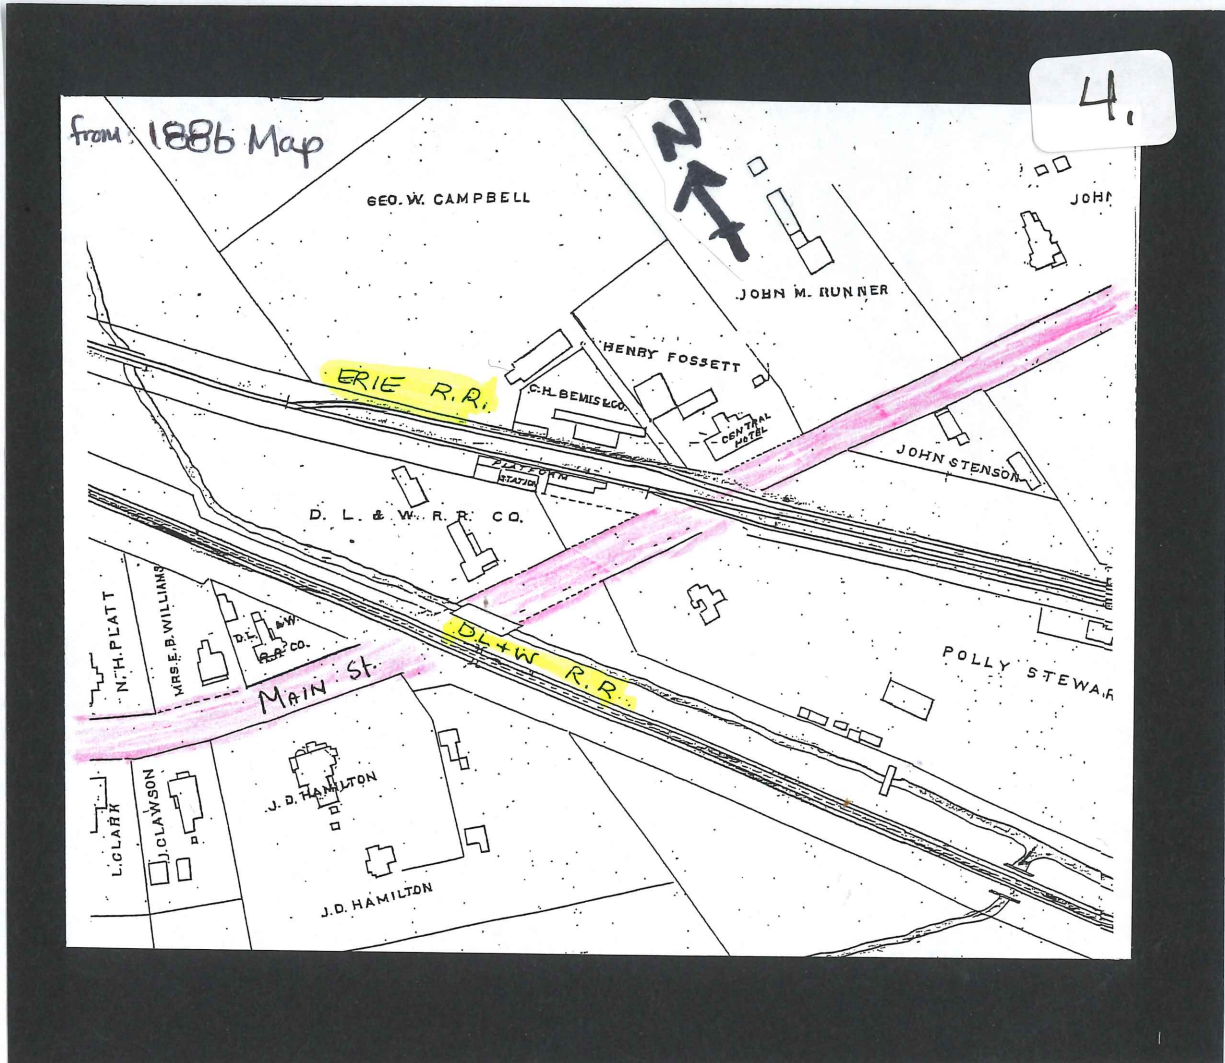 4.
from: 1886 Map
N
GEO. W. CAMPBELL
JOHN
JOHN M. RUNNER
HENRY FOSSETT
ERIE R.R.
C.H. BEMIS & CO.
CENTRAL
HOTEL
JOHN STENSON
PLATFORM
STATION
D. L. & W. R. R. CO.
N. H. PLATT
MRS. E. B. WILLIAMS
D. L. & W.
R.R. CO.
DL+W R.R.
MAIN St.
POLLY STEWAR
J. D. HAMILTON
L. CLARK
J. CLAWSON
J. D. HAMILTON